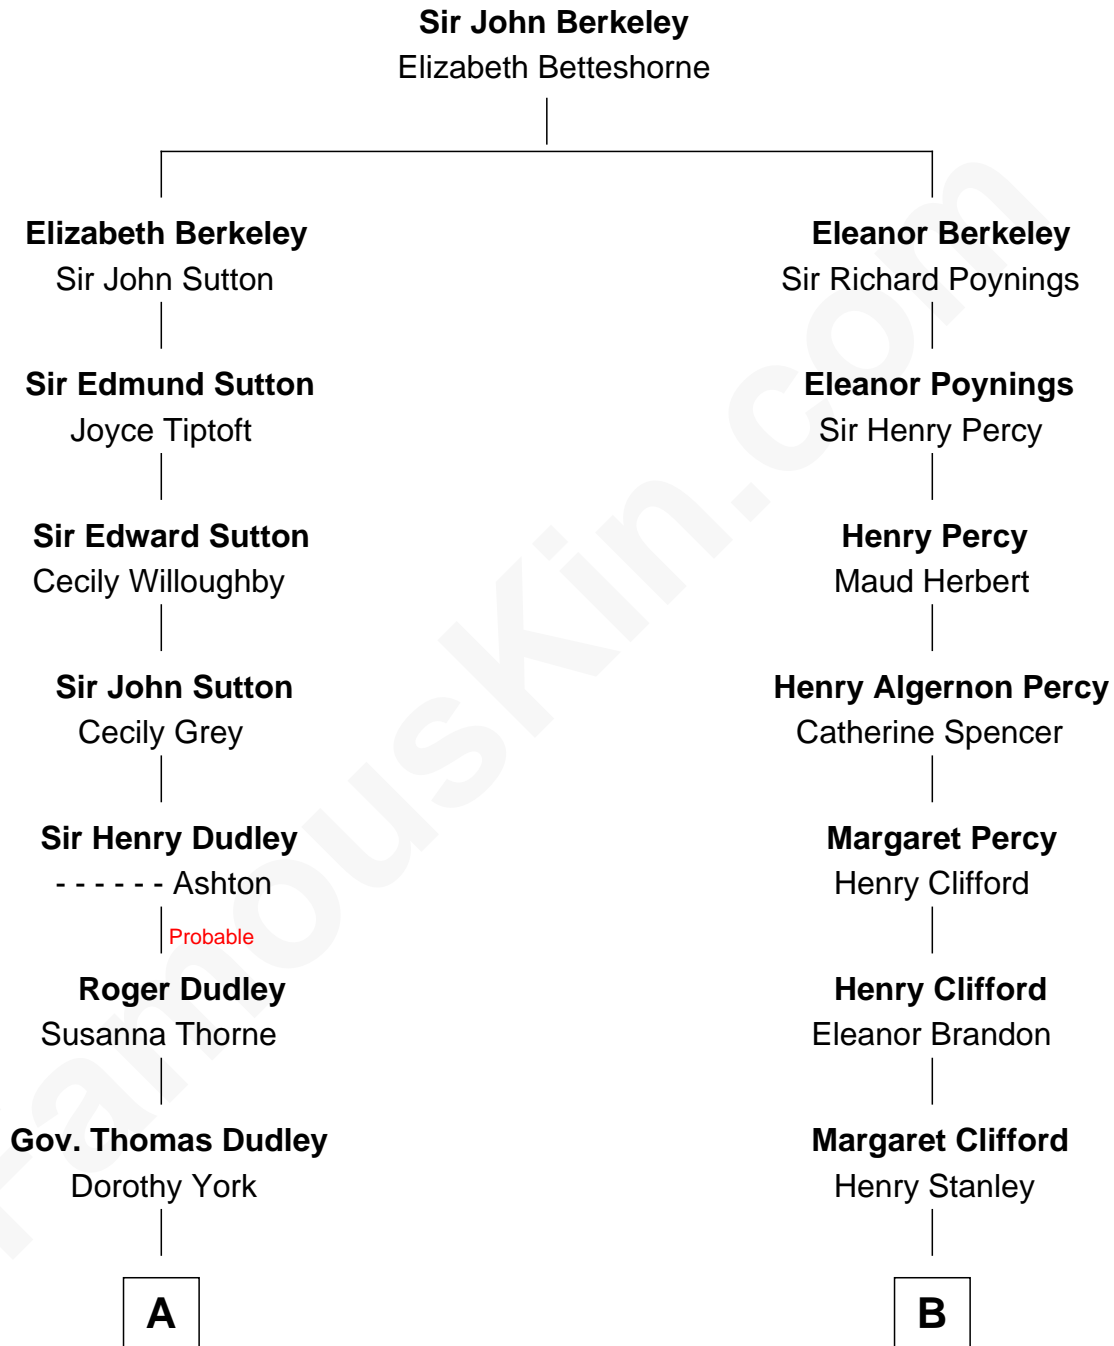 Sir John Berkeley
Elizabeth Betteshorne
Elizabeth Berkeley
Sir John Sutton
Eleanor Berkeley
Sir Richard Poynings
Sir Edmund Sutton
Joyce Tiptoft
Eleanor Poynings
Sir Henry Percy
Sir Edward Sutton
Cecily Willoughby
Henry Percy
Maud Herbert
Sir John Sutton
Cecily Grey
Henry Algernon Percy
Catherine Spencer
Sir Henry Dudley
- - - - - - Ashton
Margaret Percy
Henry Clifford
Probable
Roger Dudley
Susanna Thorne
Henry Clifford
Eleanor Brandon
Gov. Thomas Dudley
Dorothy York
Margaret Clifford
Henry Stanley
A
B
FamousKin.com